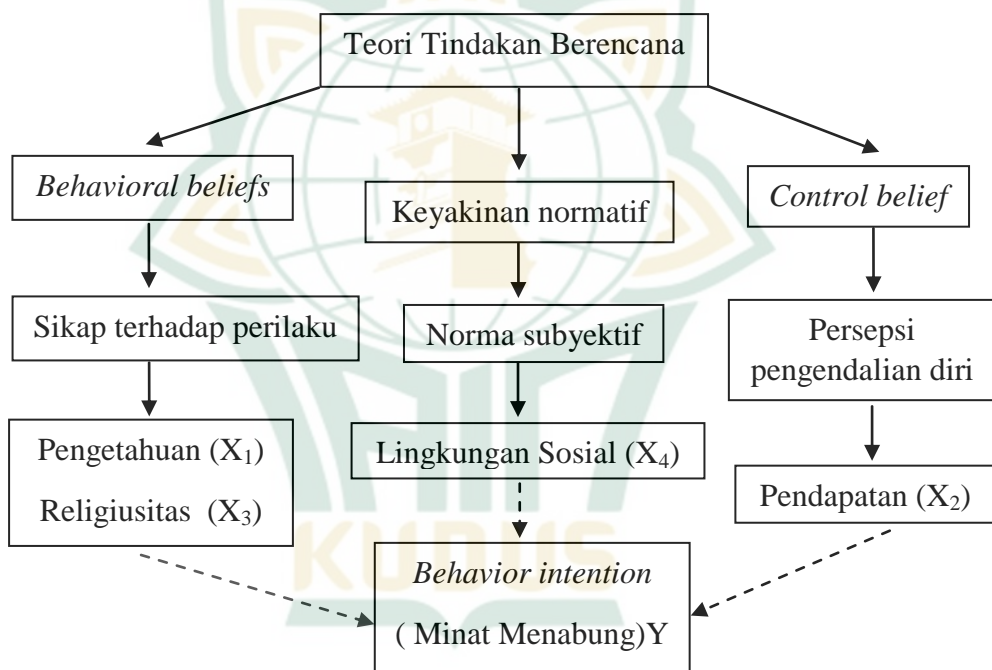 Teori Tindakan Berencana
Behavioral beliefs
Keyakinan normatif
Control belief
Sikap terhadap perilaku
Norma subyektif
Persepsi
pengendalian diri
Pengetahuan (X₁)
Religiusitas (X₃)
Lingkungan Sosial (X₄)
Pendapatan (X₂)
KUDUS
Behavior intention
( Minat Menabung)Y